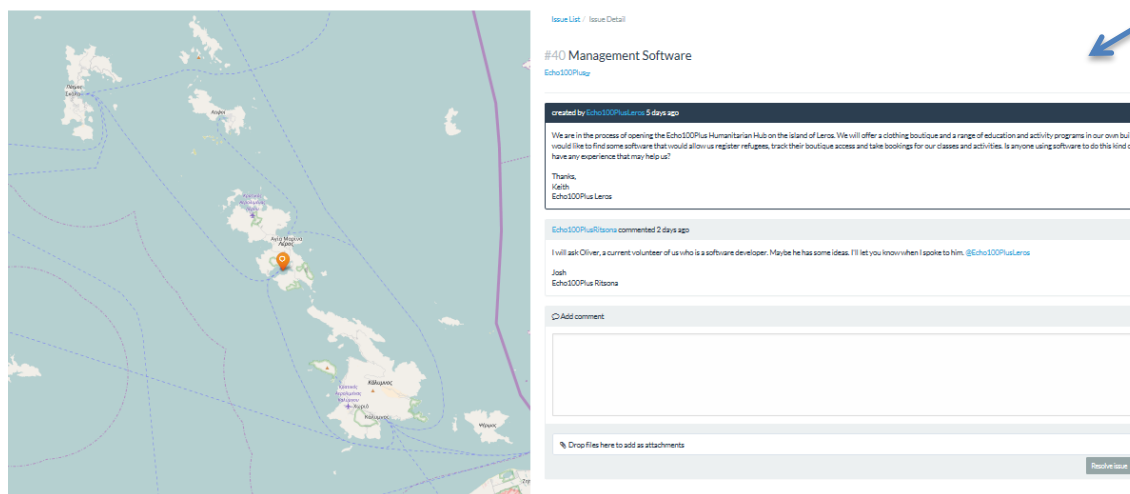 Issue List / Issue Detail
#40 Management Software
Echo100Plus
created by Echo100PlusLeros 5 days ago
We are in the process of opening the Echo100Plus Humanitarian Hub on the island of Leros. We will offer a clothing boutique and a range of education and activity programs in our own bui
would like to find some software that would allow us register refugees, track their boutique access and take bookings for our classes and activities. Is anyone using software to do this kind o
have any experience that may help us?
Thanks,
Keith
Echo100Plus Leros
Echo100PlusRitsona commented 2 days ago
I will ask Oliver, a current volunteer of us who is a software developer. Maybe he has some ideas. I'll let you know when I spoke to him. @Echo100PlusLeros
Josh
Echo100Plus Ritsona
Add comment
Drop files here to add as attachments
Resolve issue
Λειψοί
Αγία Μαρίνα
Λέρος
Κάλυμνος
Χωριό
Κάλυμνος
Ψέριμος